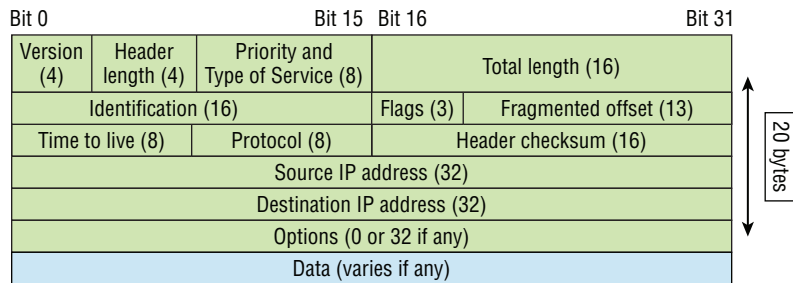 Bit 0 Bit 15 Bit 16 Bit 31
Version (4) Header length (4) Priority and Type of Service (8) Total length (16)
Identification (16) Flags (3) Fragmented offset (13)
Time to live (8) Protocol (8) Header checksum (16)
Source IP address (32)
Destination IP address (32)
Options (0 or 32 if any)
Data (varies if any)
20 bytes